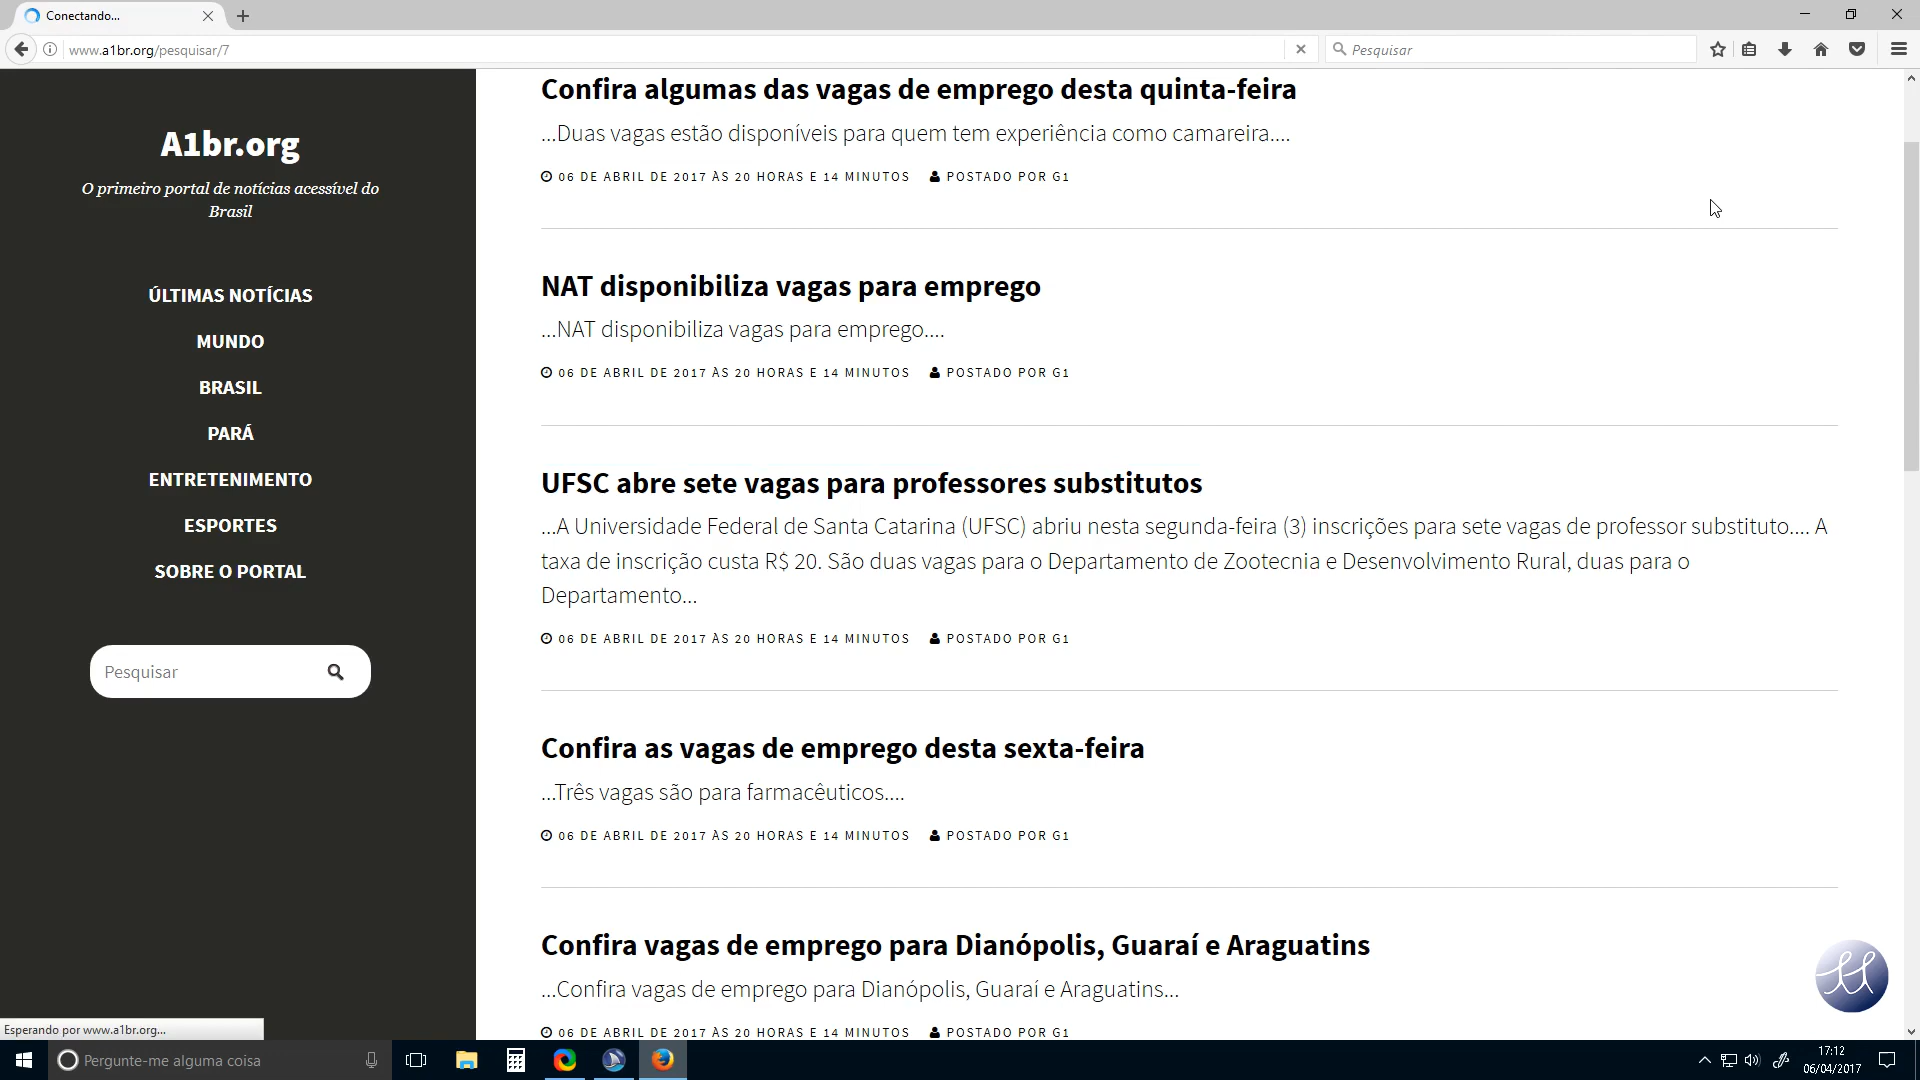 Conectando...
www.a1br.org/pesquisar/7
Pesquisar
A1br.org
O primeiro portal de notícias acessível do
Brasil
ÚLTIMAS NOTÍCIAS
MUNDO
BRASIL
PARÁ
ENTRETENIMENTO
ESPORTES
SOBRE O PORTAL
Pesquisar
Confira algumas das vagas de emprego desta quinta-feira
...Duas vagas estão disponíveis para quem tem experiência como camareira....
06 DE ABRIL DE 2017 ÀS 20 HORAS E 14 MINUTOS POSTADO POR G1
NAT disponibiliza vagas para emprego
...NAT disponibiliza vagas para emprego....
06 DE ABRIL DE 2017 ÀS 20 HORAS E 14 MINUTOS POSTADO POR G1
UFSC abre sete vagas para professores substitutos
...A Universidade Federal de Santa Catarina (UFSC) abriu nesta segunda-feira (3) inscrições para sete vagas de professor substituto.... A
taxa de inscrição custa R$ 20. São duas vagas para o Departamento de Zootecnia e Desenvolvimento Rural, duas para o
Departamento...
06 DE ABRIL DE 2017 ÀS 20 HORAS E 14 MINUTOS POSTADO POR G1
Confira as vagas de emprego desta sexta-feira
...Três vagas são para farmacêuticos....
06 DE ABRIL DE 2017 ÀS 20 HORAS E 14 MINUTOS POSTADO POR G1
Confira vagas de emprego para Dianópolis, Guaraí e Araguatins
...Confira vagas de emprego para Dianópolis, Guaraí e Araguatins...
06 DE ABRIL DE 2017 ÀS 20 HORAS E 14 MINUTOS POSTADO POR G1
Esperando por www.a1br.org...
Pergunte-me alguma coisa
17:12
06/04/2017